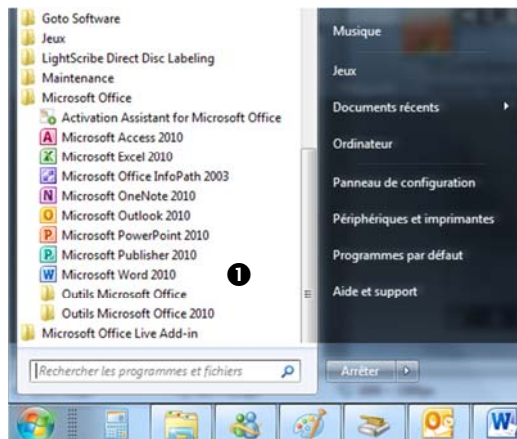 Goto Software
Jeux
LightScribe Direct Disc Labeling
Maintenance
Microsoft Office
Activation Assistant for Microsoft Office
A Microsoft Access 2010
X Microsoft Excel 2010
Microsoft Office InfoPath 2003
N Microsoft OneNote 2010
O Microsoft Outlook 2010
P Microsoft PowerPoint 2010
P Microsoft Publisher 2010
W Microsoft Word 2010
❶
Outils Microsoft Office
Outils Microsoft Office 2010
Microsoft Office Live Add-in
Rechercher les programmes et fichiers
Musique
Jeux
Documents récents
Ordinateur
Panneau de configuration
Périphériques et imprimantes
Programmes par défaut
Aide et support
Arrêter
O
W